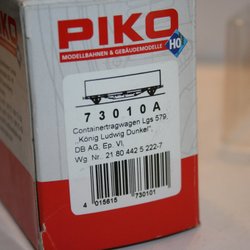 PIKO
MODELLBAHNEN & GEBÄUDEMODELLE
H0
73010A
Containertragwagen Lgs 579,
„König Ludwig Dunkel",
DB AG, Ep. VI.
Wg Nr. 21 80 442 5 222-7
4 015615 730101